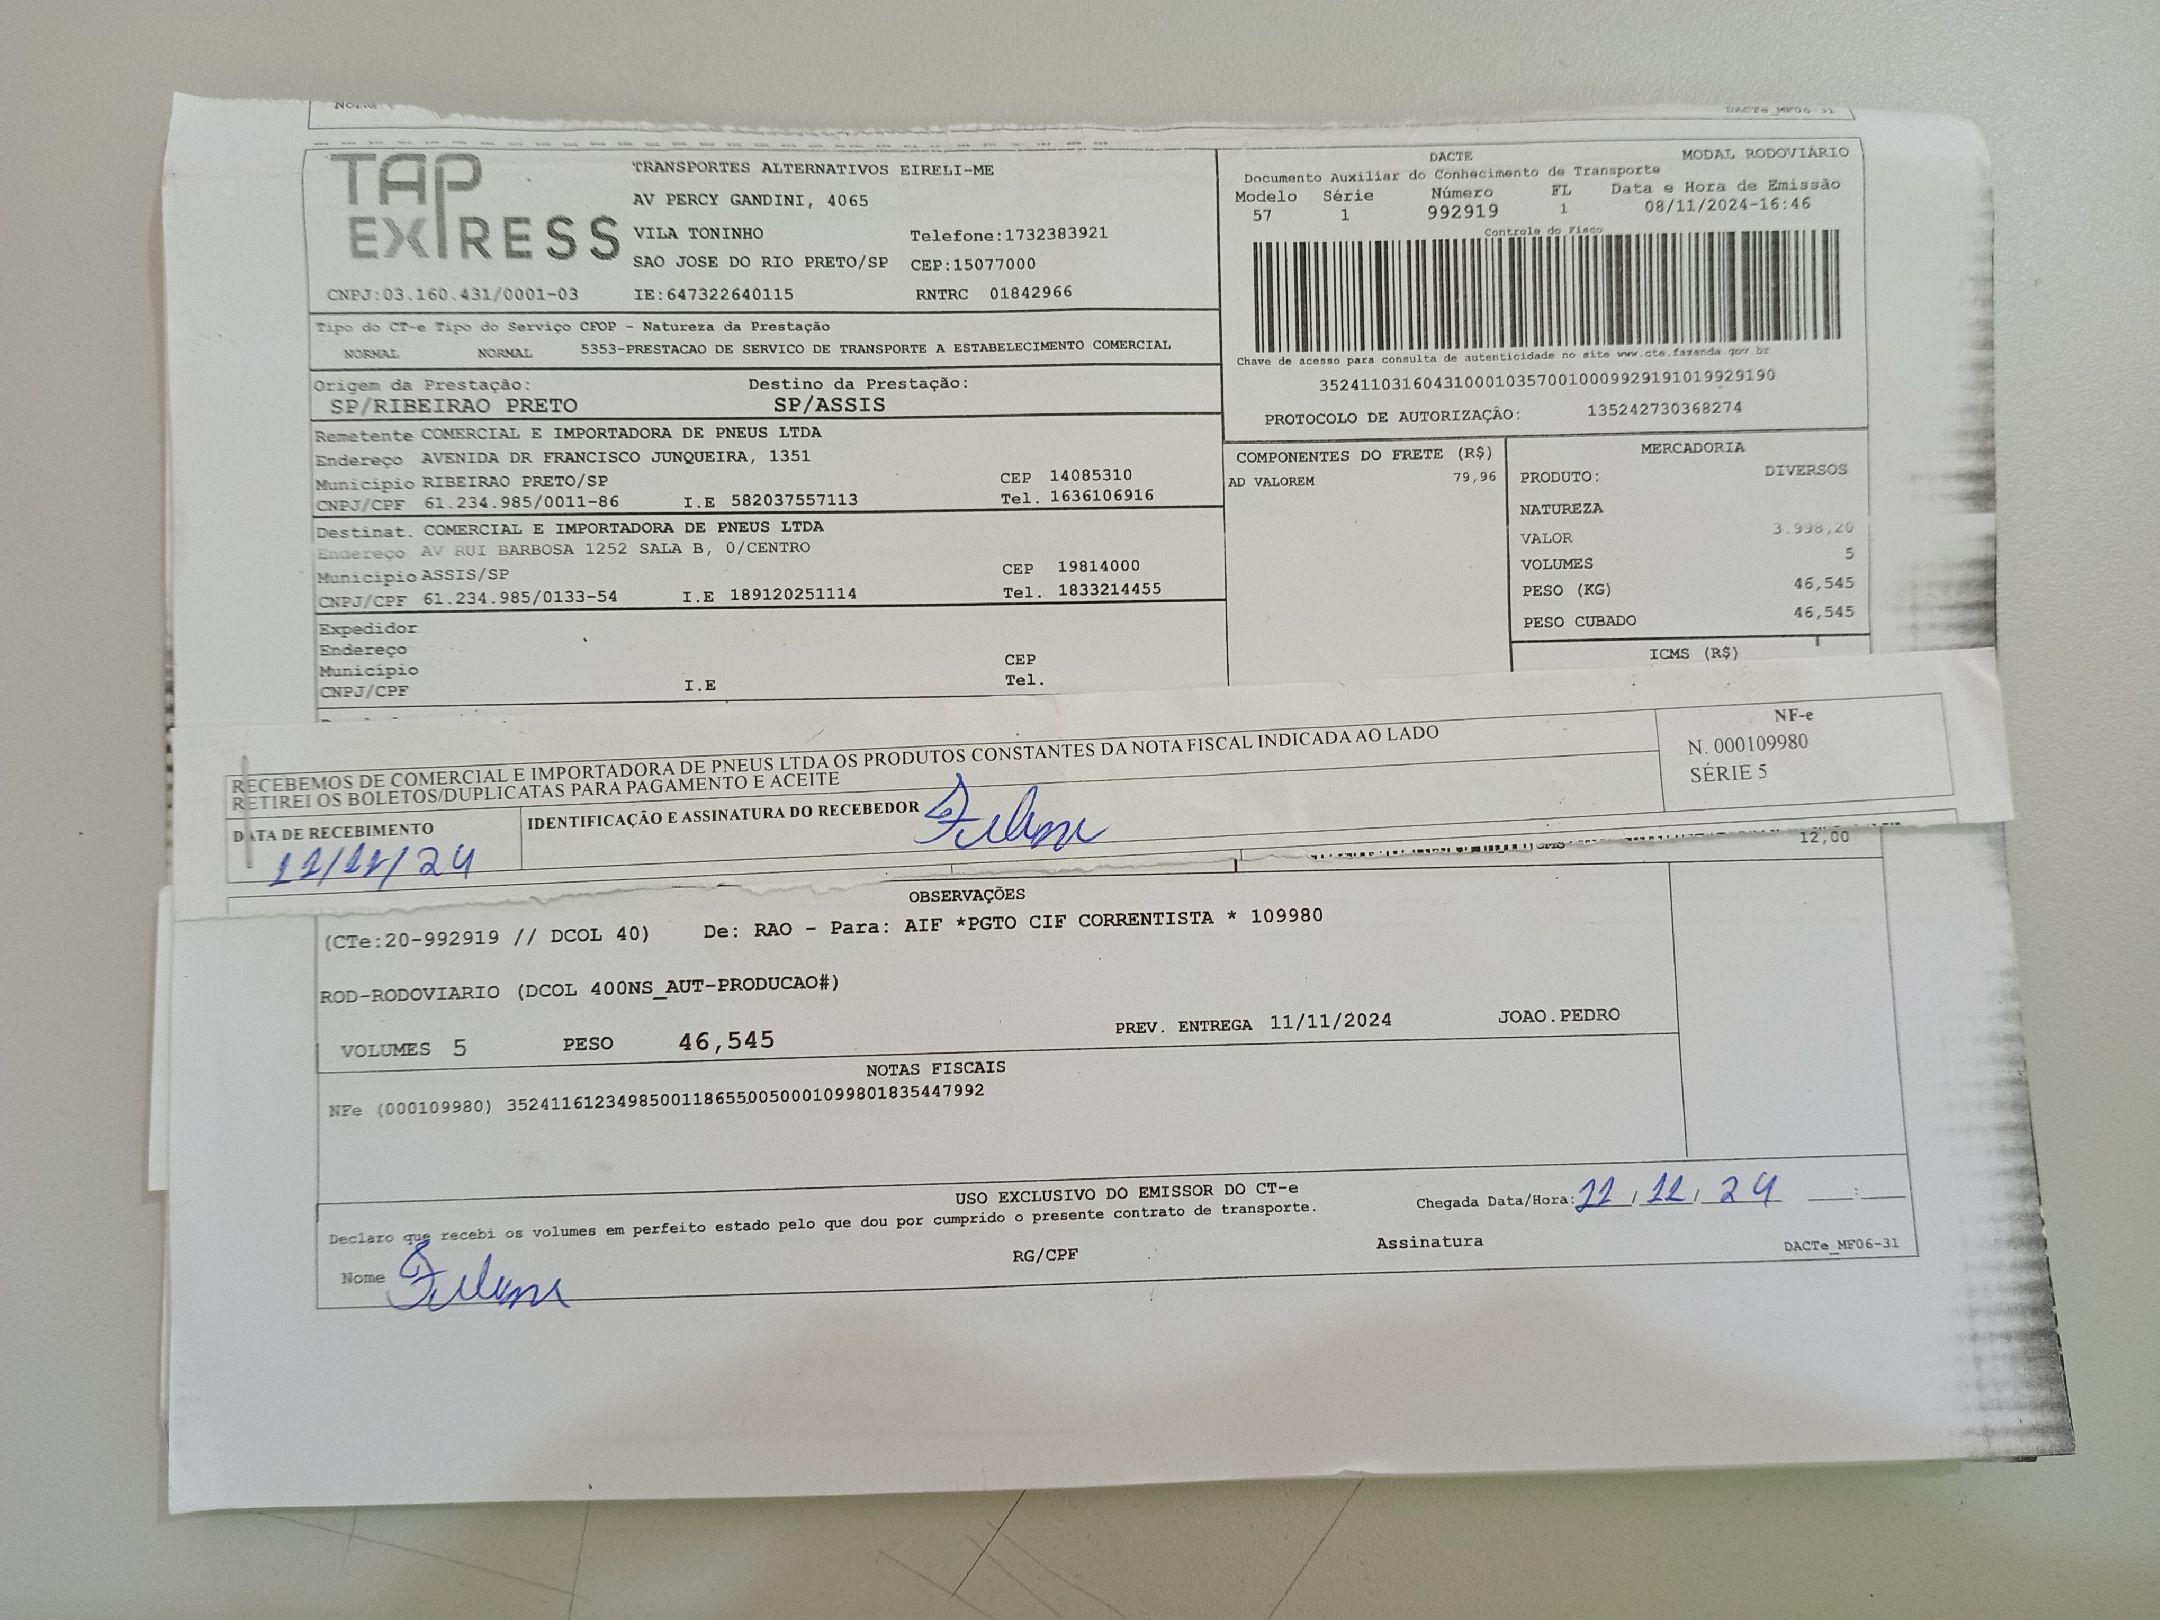 DACTe_MF06-31
TAP EXPRESS
TRANSPORTES ALTERNATIVOS EIRELI-ME
AV PERCY GANDINI, 4065
VILA TONINHO Telefone:1732383921
SAO JOSE DO RIO PRETO/SP CEP:15077000
CNPJ:03.160.431/0001-03 IE:647322640115 RNTRC 01842966
DACTE MODAL RODOVIÁRIO
Documento Auxiliar do Conhecimento de Transporte
Modelo Série Número FL Data e Hora de Emissão
57 1 992919 1 08/11/2024-16:46
Controle do Fisco
Chave de acesso para consulta de autenticidade no site www.cte.fazenda.gov.br
35241103160431000103570010009929191019929190
PROTOCOLO DE AUTORIZAÇÃO: 135242730368274
Tipo do CT-e Tipo do Serviço CFOP - Natureza da Prestação
NORMAL NORMAL 5353-PRESTACAO DE SERVICO DE TRANSPORTE A ESTABELECIMENTO COMERCIAL
Origem da Prestação: Destino da Prestação:
SP/RIBEIRAO PRETO SP/ASSIS
Remetente COMERCIAL E IMPORTADORA DE PNEUS LTDA
Endereço AVENIDA DR FRANCISCO JUNQUEIRA, 1351
Município RIBEIRAO PRETO/SP CEP 14085310
CNPJ/CPF 61.234.985/0011-86 I.E 582037557113 Tel. 1636106916
Destinat. COMERCIAL E IMPORTADORA DE PNEUS LTDA
Endereço AV RUI BARBOSA 1252 SALA B, 0/CENTRO
Município ASSIS/SP CEP 19814000
CNPJ/CPF 61.234.985/0133-54 I.E 189120251114 Tel. 1833214455
Expedidor
Endereço
Município CEP
CNPJ/CPF I.E Tel.
COMPONENTES DO FRETE (R$)
AD VALOREM 79,96
MERCADORIA
PRODUTO: DIVERSOS
NATUREZA
VALOR 3.998,20
VOLUMES 5
PESO (KG) 46,545
PESO CUBADO 46,545
ICMS (R$)
RECEBEMOS DE COMERCIAL E IMPORTADORA DE PNEUS LTDA OS PRODUTOS CONSTANTES DA NOTA FISCAL INDICADA AO LADO
RETIREI OS BOLETOS/DUPLICATAS PARA PAGAMENTO E ACEITE
DATA DE RECEBIMENTO IDENTIFICAÇÃO E ASSINATURA DO RECEBEDOR
11/11/24
NF-e
N. 000109980
SÉRIE 5
12,00
OBSERVAÇÕES
(CTe:20-992919 // DCOL 40) De: RAO - Para: AIF *PGTO CIF CORRENTISTA * 109980
ROD-RODOVIARIO (DCOL 400NS_AUT-PRODUCAO#)
VOLUMES 5 PESO 46,545 PREV. ENTREGA 11/11/2024 JOAO.PEDRO
NOTAS FISCAIS
NFe (000109980) 35241161234985001186550050001099801835447992
USO EXCLUSIVO DO EMISSOR DO CT-e
Declaro que recebi os volumes em perfeito estado pelo que dou por cumprido o presente contrato de transporte.
Chegada Data/Hora: 11/11/24 __:__
Nome RG/CPF Assinatura DACTe_MF06-31